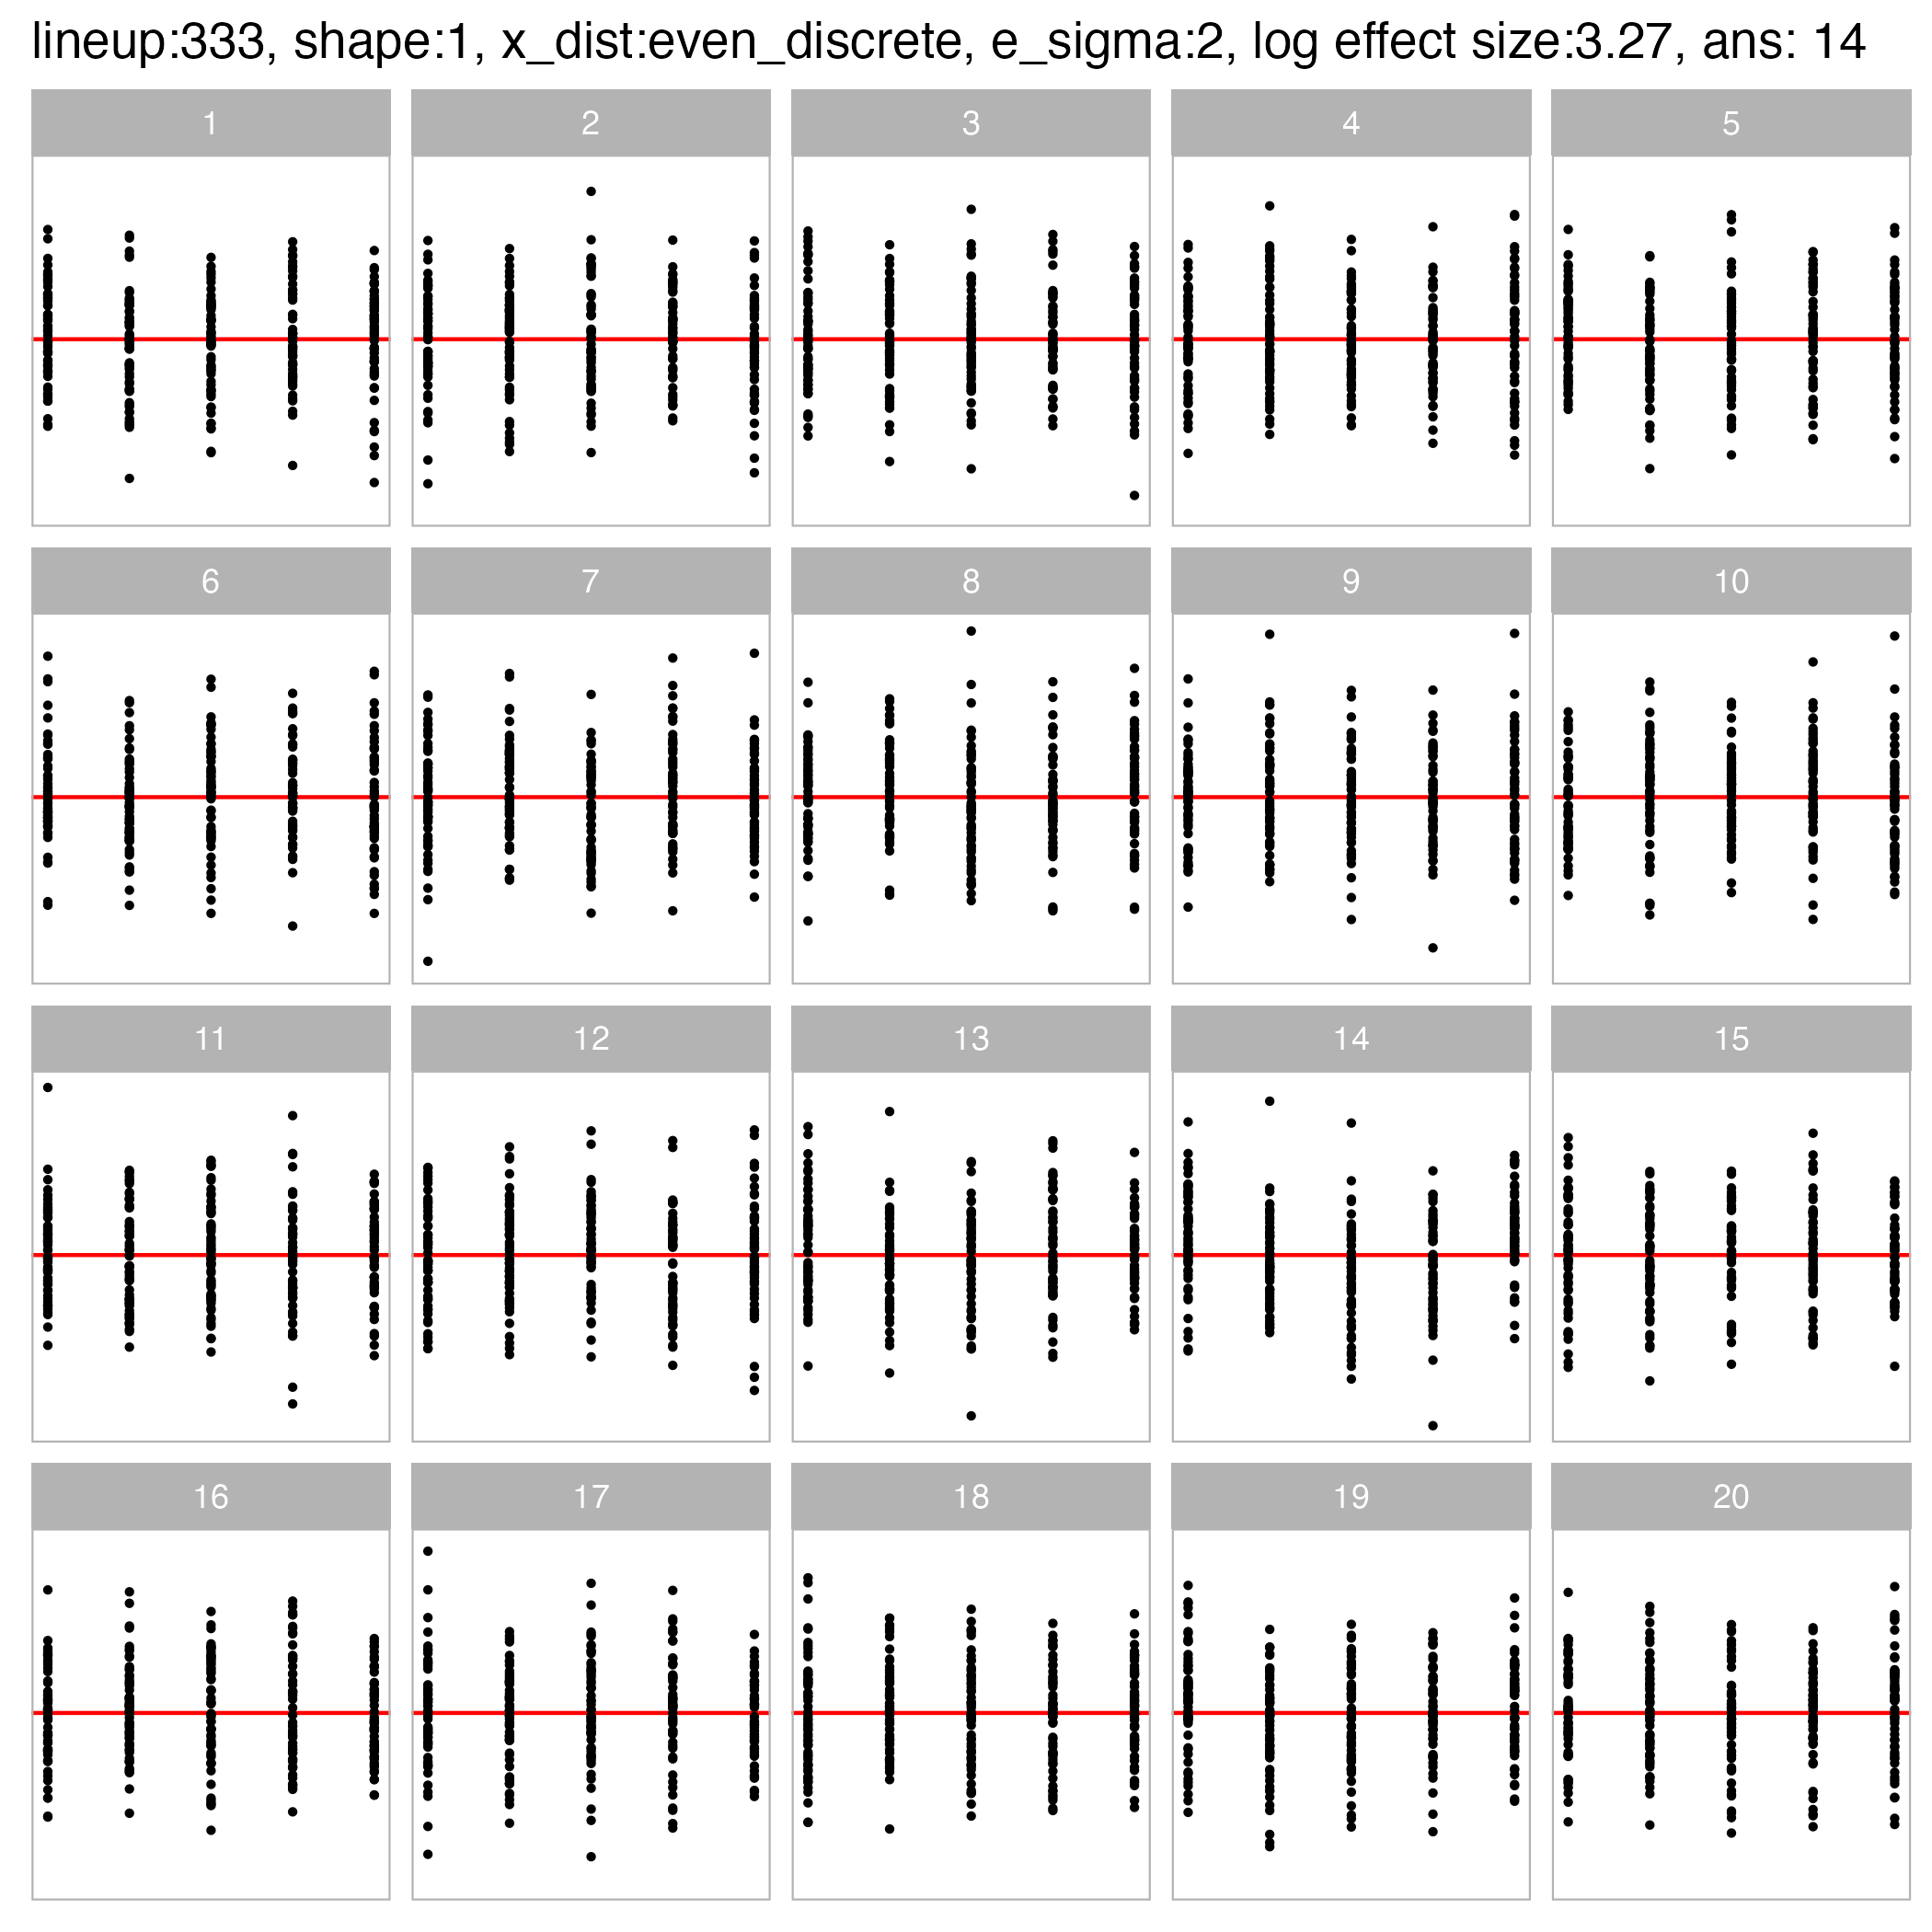 lineup:333, shape:1, x_dist:even_discrete, e_sigma:2, log effect size:3.27, ans: 14
1 2 3 4 5
6 7 8 9 10
11 12 13 14 15
16 17 18 19 20